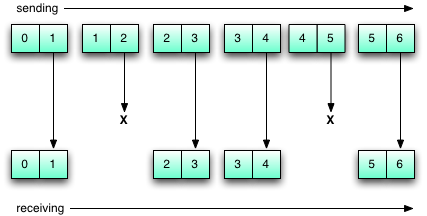 sending
0 1 1 2 2 3 3 4 4 5 5 6
X X
0 1 2 3 3 4 5 6
receiving